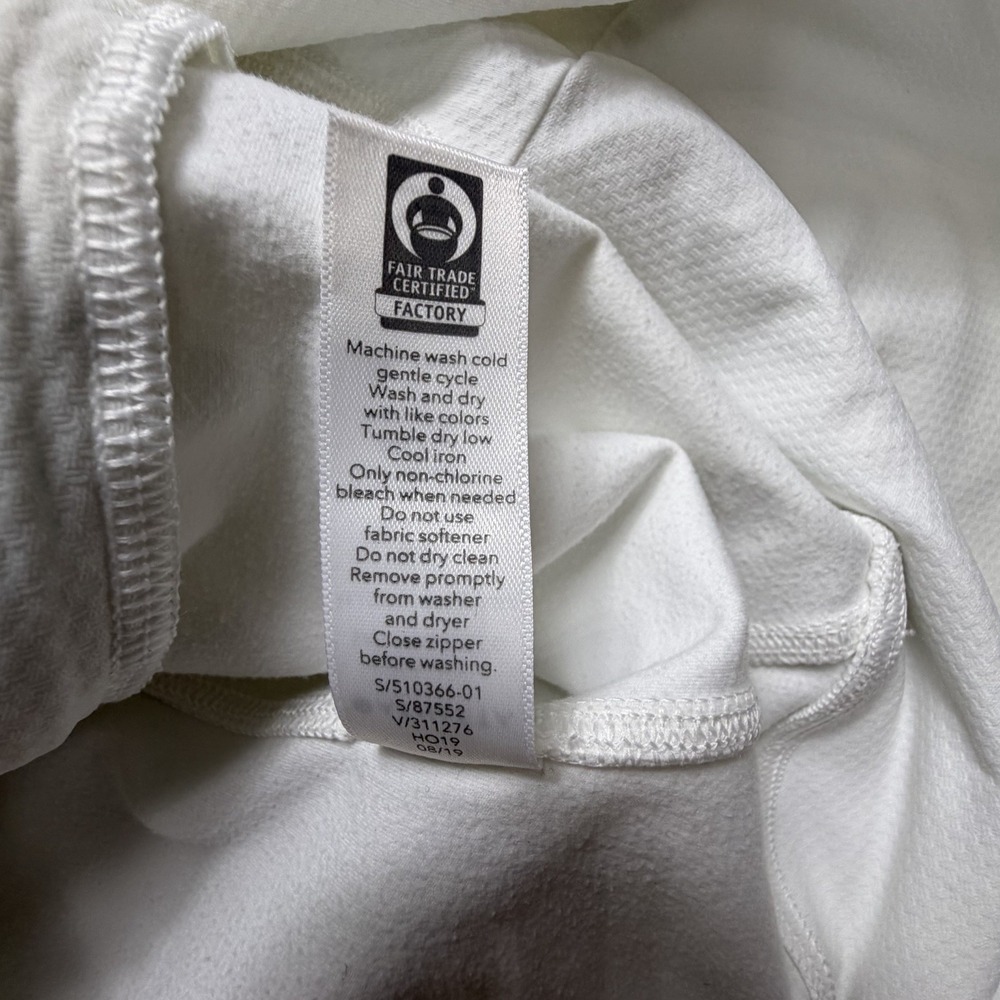 FAIR TRADE
CERTIFIED™
FACTORY
Machine wash cold
gentle cycle
Wash and dry
with like colors
Tumble dry low
Cool iron
Only non-chlorine
bleach when needed
Do not use
fabric softener
Do not dry clean
Remove promptly
from washer
and dryer
Close zipper
before washing.
S/510366-01
S/87552
V/311276
HO19
08/19